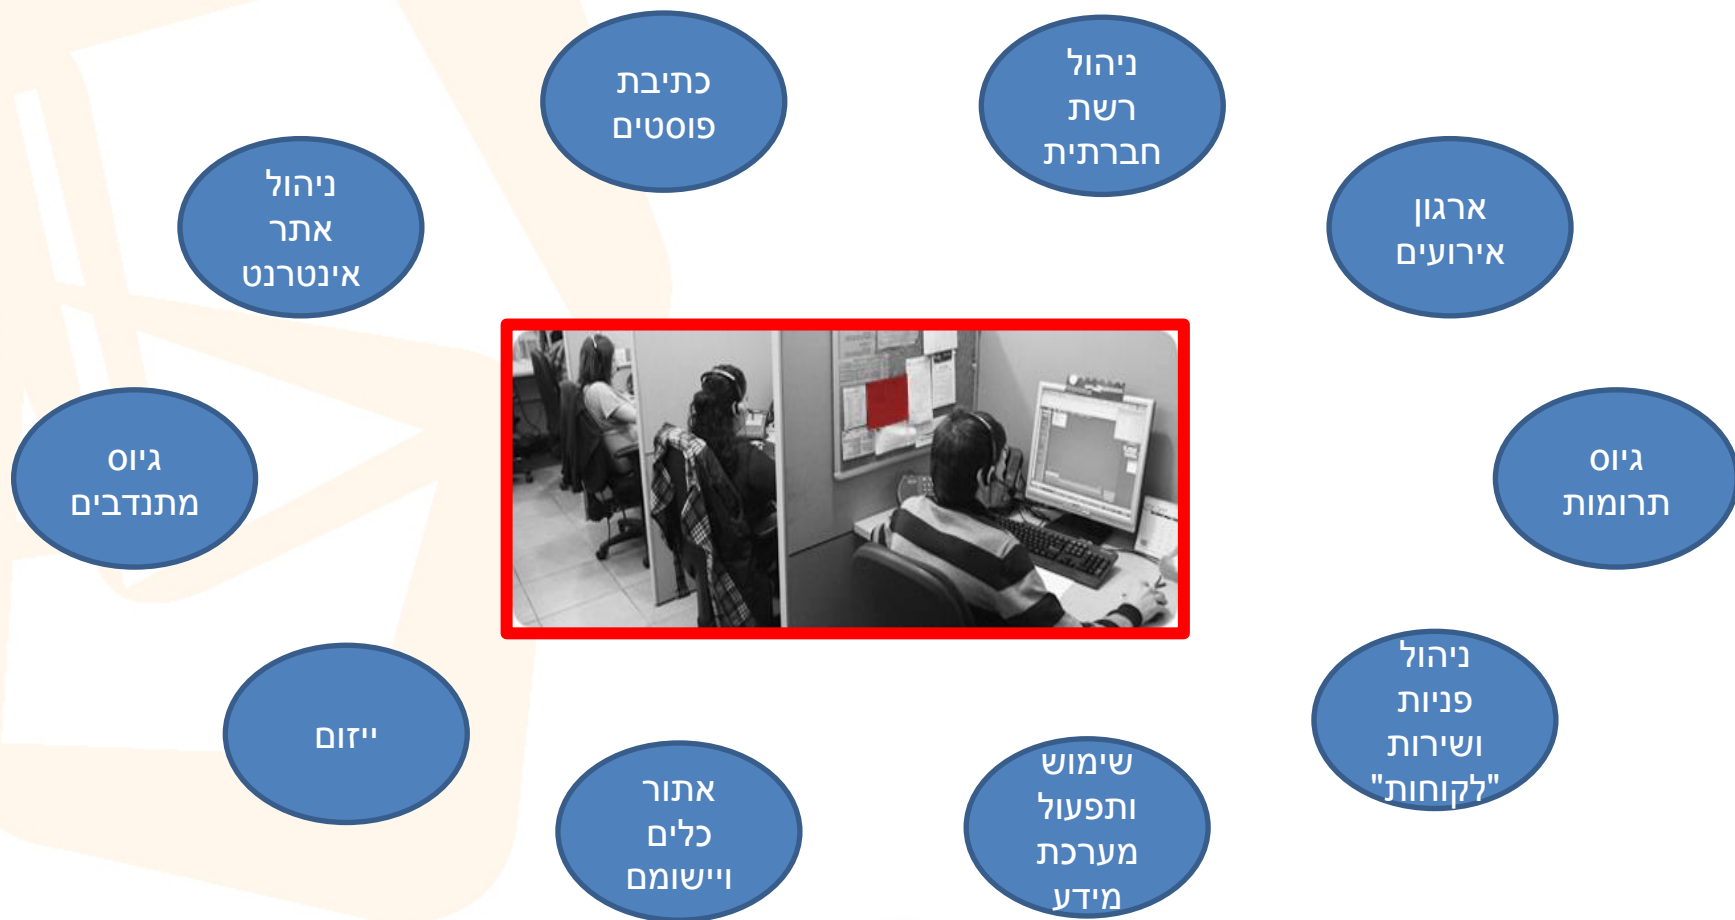 כתיבת
פוסטים
ניהול
רשת
חברתית
ארגון
אירועים
ניהול
אתר
אינטרנט
גיוס
תרומות
גיוס
מתנדבים
ניהול
פניות
ושירות
"לקוחות"
ייזום
שימוש
ותפעול
מערכת
מידע
אתור
כלים
ויישומם